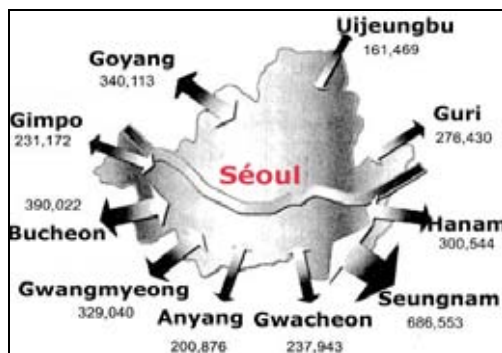 Uijeungbu
161,469
Goyang
340,113
Guri
276,430
Gimpo
231,172
Séoul
390,022
Bucheon
Hanam
300,544
Gwangmyeong
329,040
Anyang
200,876
Gwacheon
237,943
Seungnam
686,553